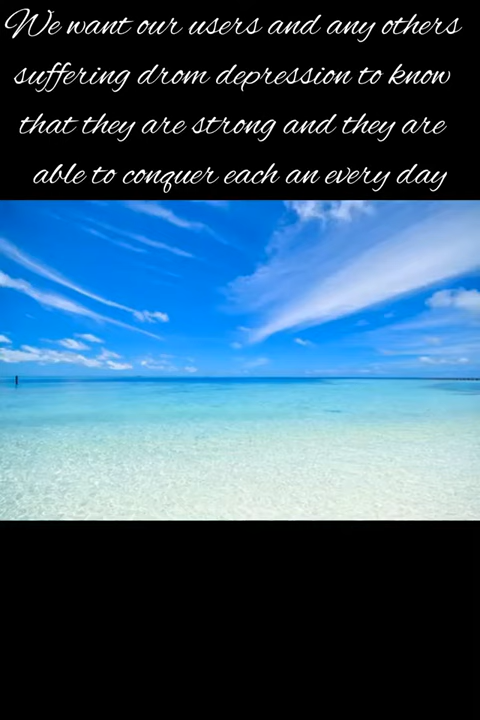 We want our users and any others
suffering drom depression to know
that they are strong and they are
able to conquer each an every day